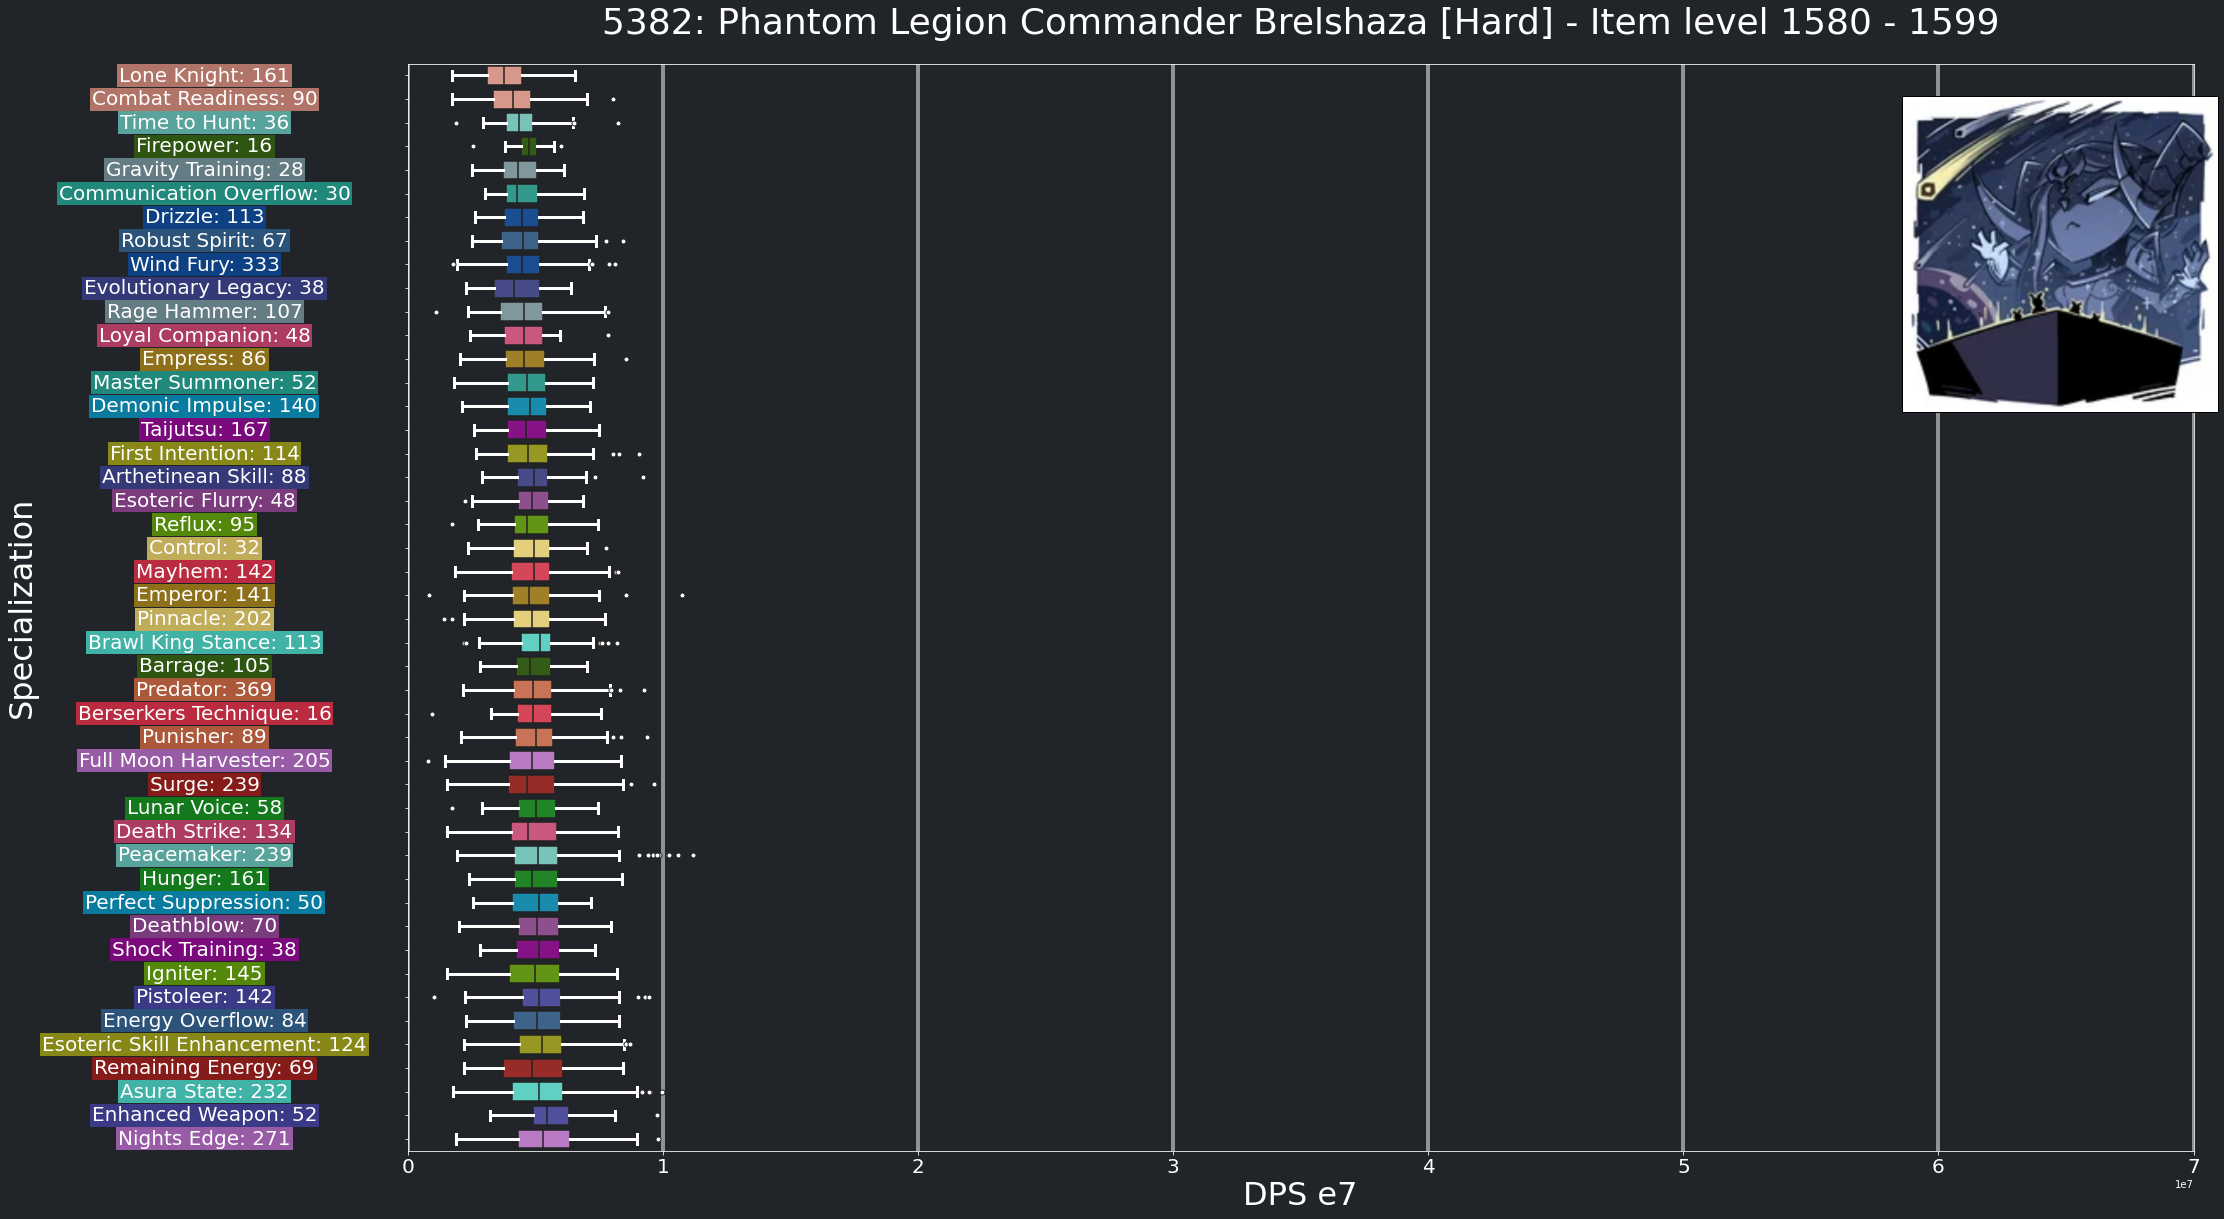 5382: Phantom Legion Commander Brelshaza [Hard] - Item level 1580 - 1599
Specialization
Lone Knight: 161
Combat Readiness: 90
Time to Hunt: 36
Firepower: 16
Gravity Training: 28
Communication Overflow: 30
Drizzle: 113
Robust Spirit: 67
Wind Fury: 333
Evolutionary Legacy: 38
Rage Hammer: 107
Loyal Companion: 48
Empress: 86
Master Summoner: 52
Demonic Impulse: 140
Taijutsu: 167
First Intention: 114
Arthetinean Skill: 88
Esoteric Flurry: 48
Reflux: 95
Control: 32
Mayhem: 142
Emperor: 141
Pinnacle: 202
Brawl King Stance: 113
Barrage: 105
Predator: 369
Berserkers Technique: 16
Punisher: 89
Full Moon Harvester: 205
Surge: 239
Lunar Voice: 58
Death Strike: 134
Peacemaker: 239
Hunger: 161
Perfect Suppression: 50
Deathblow: 70
Shock Training: 38
Igniter: 145
Pistoleer: 142
Energy Overflow: 84
Esoteric Skill Enhancement: 124
Remaining Energy: 69
Asura State: 232
Enhanced Weapon: 52
Nights Edge: 271
0 1 2 3 4 5 6 7
1e7
DPS e7